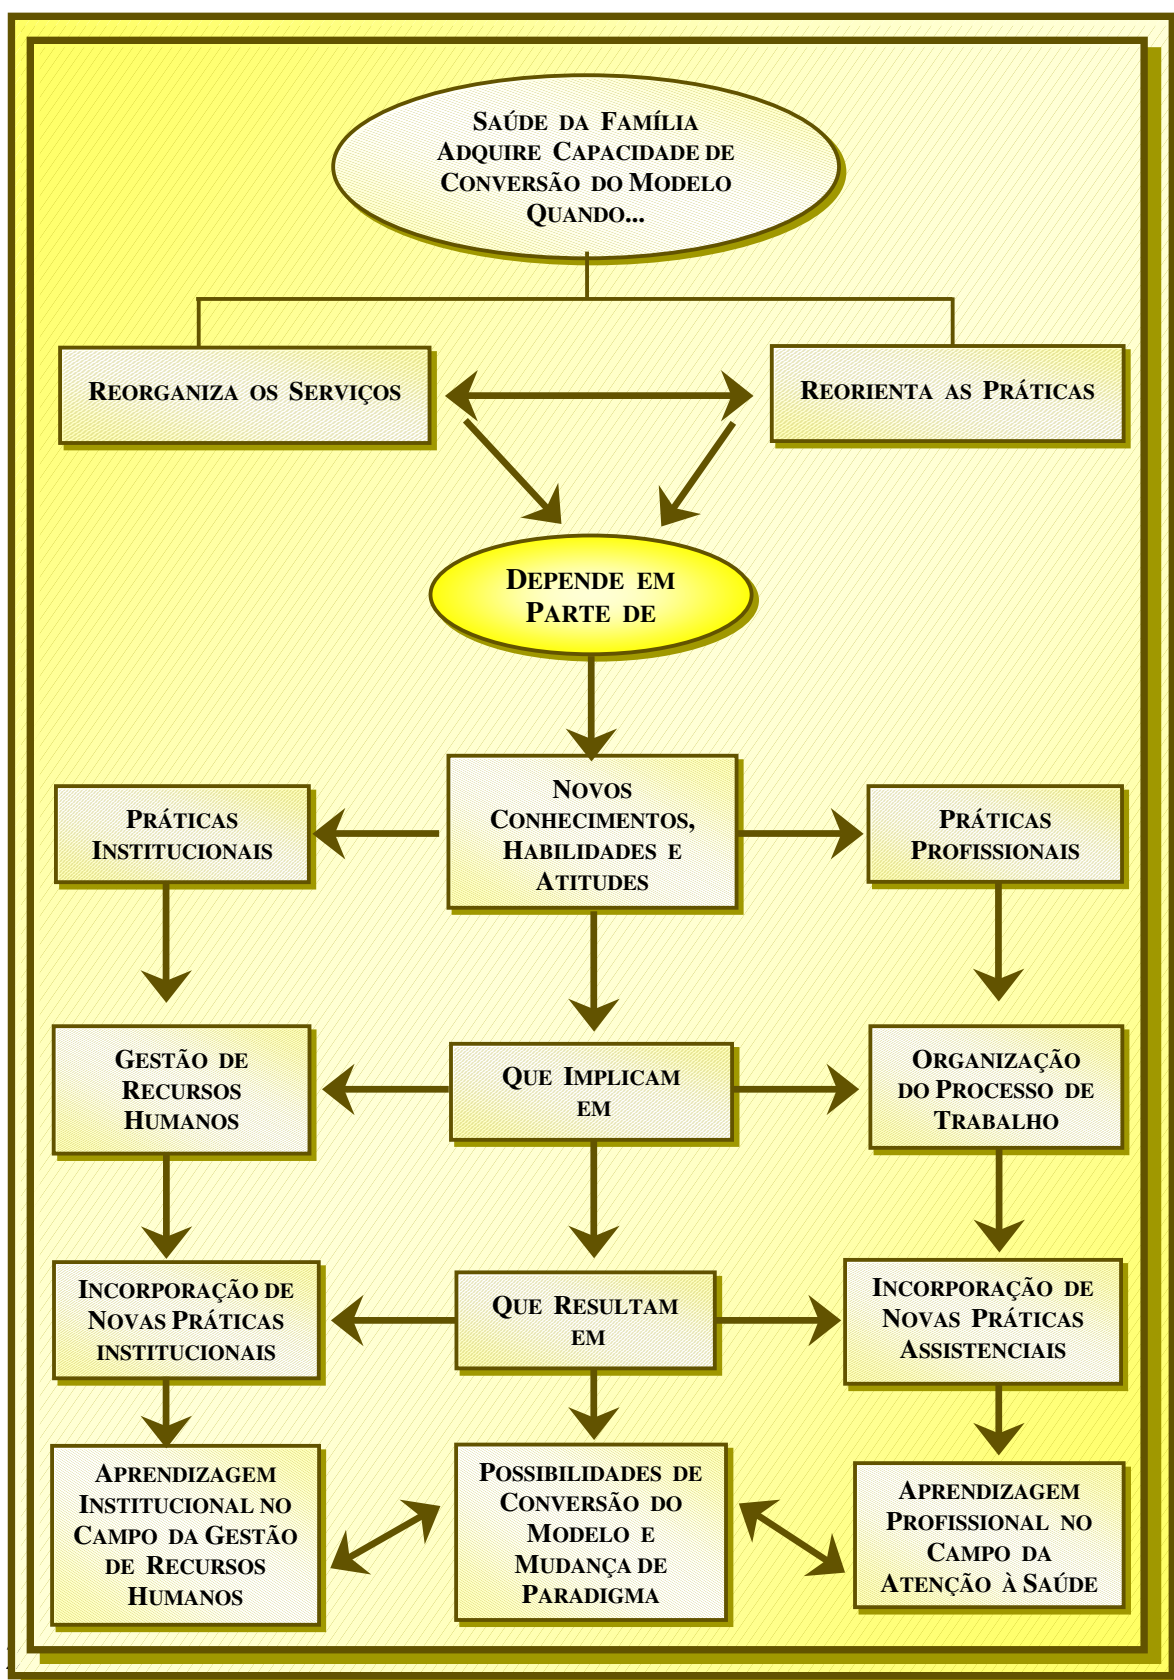 SAÚDE DA FAMÍLIA
ADQUIRE CAPACIDADE DE
CONVERSÃO DO MODELO
QUANDO...
REORGANIZA OS SERVIÇOS
REORIENTA AS PRÁTICAS
DEPENDE EM
PARTE DE
PRÁTICAS
INSTITUCIONAIS
NOVOS
CONHECIMENTOS,
HABILIDADES E
ATITUDES
PRÁTICAS
PROFISSIONAIS
GESTÃO DE
RECURSOS
HUMANOS
QUE IMPLICAM
EM
ORGANIZAÇÃO
DO PROCESSO DE
TRABALHO
INCORPORAÇÃO DE
NOVAS PRÁTICAS
INSTITUCIONAIS
QUE RESULTAM
EM
INCORPORAÇÃO DE
NOVAS PRÁTICAS
ASSISTENCIAIS
APRENDIZAGEM
INSTITUCIONAL NO
CAMPO DA GESTÃO
DE RECURSOS
HUMANOS
POSSIBILIDADES DE
CONVERSÃO DO
MODELO E
MUDANÇA DE
PARADIGMA
APRENDIZAGEM
PROFISSIONAL NO
CAMPO DA
ATENÇÃO À SAÚDE